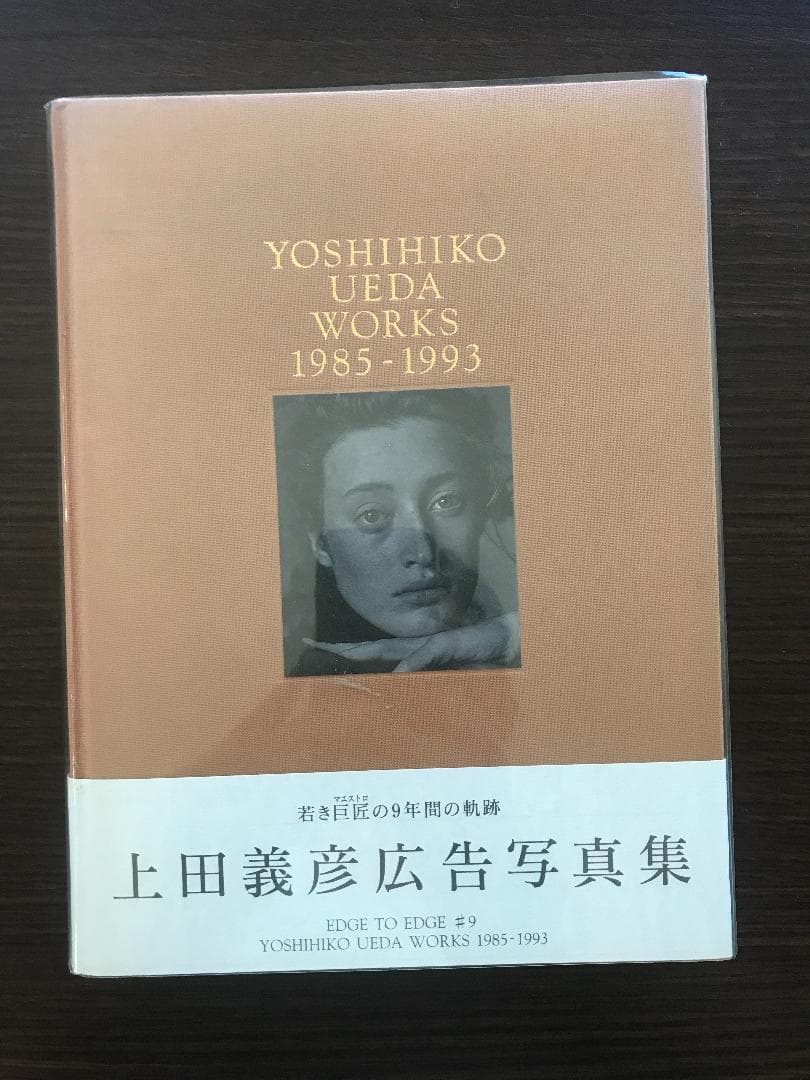 YOSHIHIKO
UEDA
WORKS
1985-1993
マエストロ
若き巨匠の9年間の軌跡
上田義彦広告写真集
EDGE TO EDGE #9
YOSHIHIKO UEDA WORKS 1985-1993